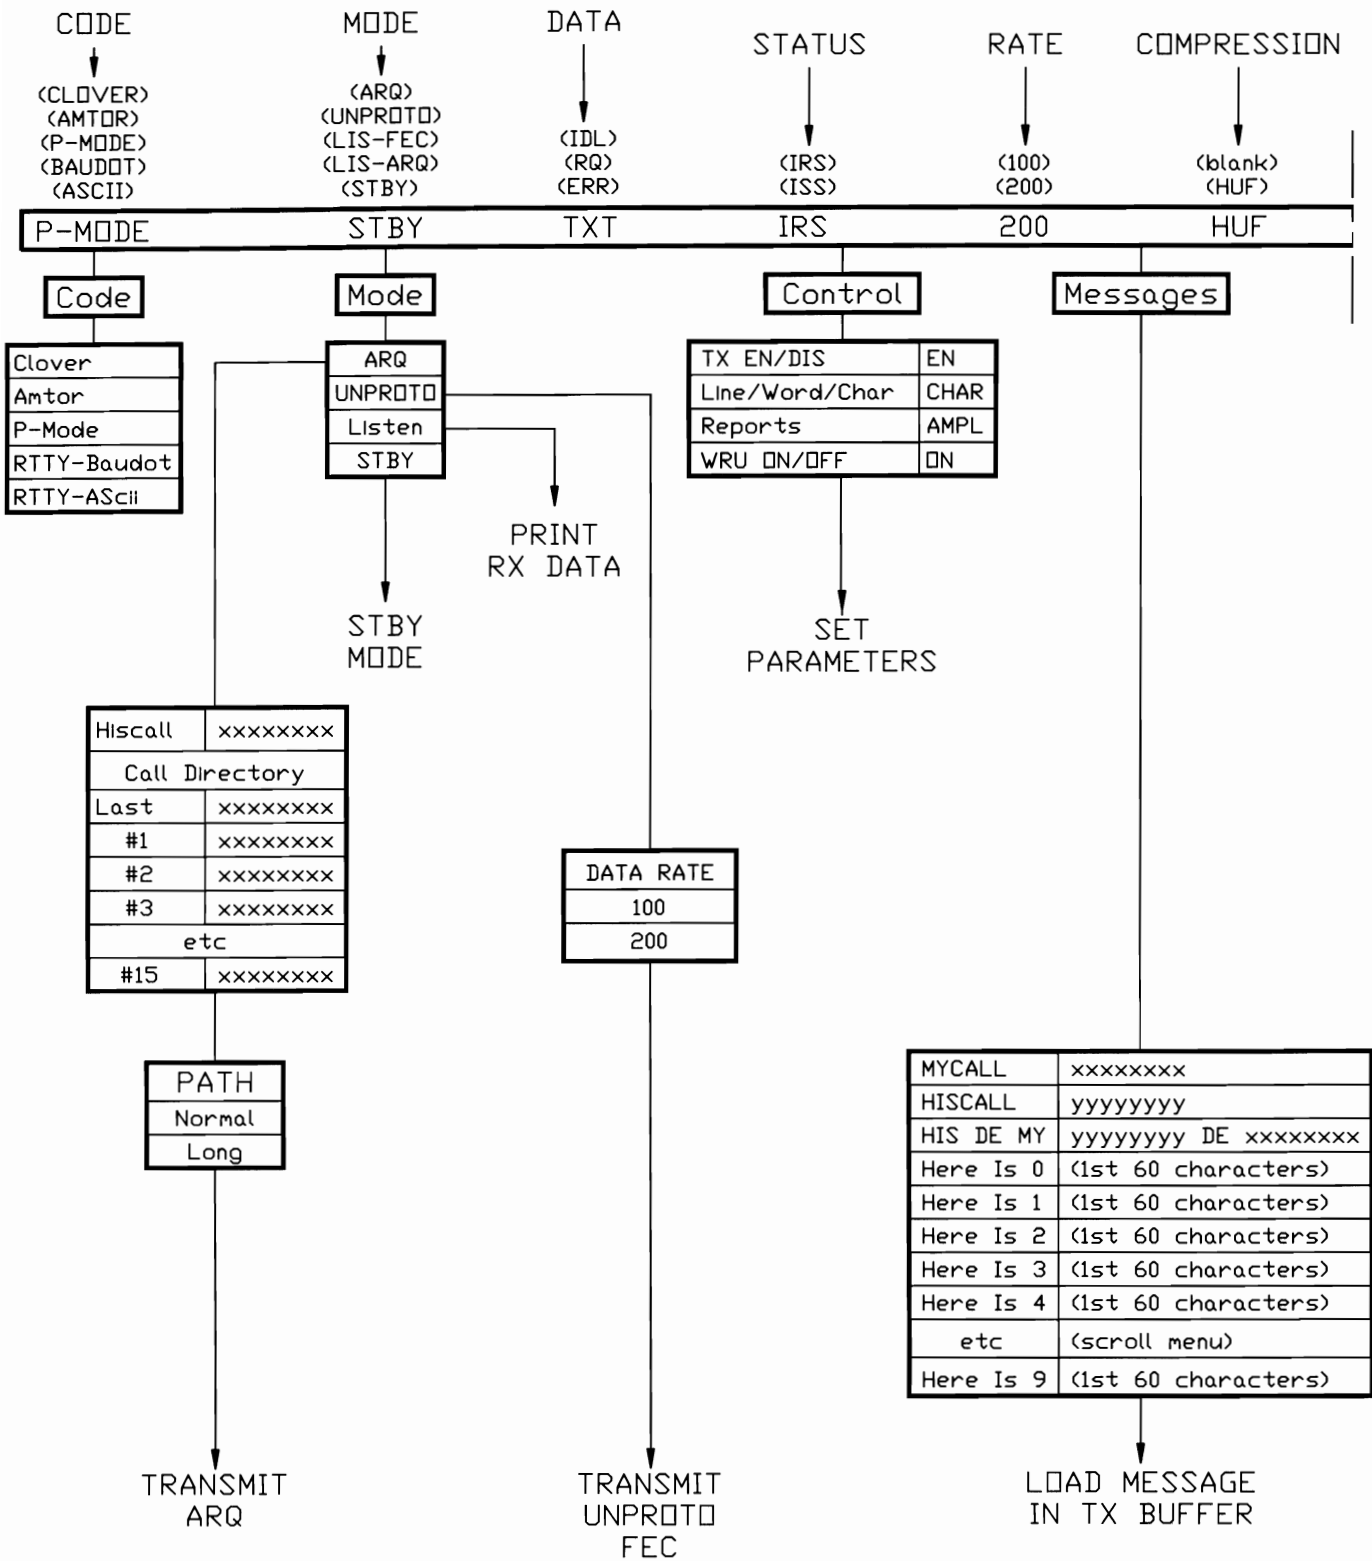 CODE
MODE
DATA
STATUS
RATE
COMPRESSION
(CLOVER)
(AMTOR)
(P-MODE)
(BAUDOT)
(ASCII)
(ARQ)
(UNPROTO)
(LIS-FEC)
(LIS-ARQ)
(STBY)
(IDL)
(RQ)
(ERR)
(IRS)
(ISS)
(100)
(200)
(blank)
(HUF)
P-MODE STBY TXT IRS 200 HUF
Code
Mode
Control
Messages
Clover
Amtor
P-Mode
RTTY-Baudot
RTTY-AScii
ARQ
UNPROTO
Listen
STBY
TX EN/DIS EN
Line/Word/Char CHAR
Reports AMPL
WRU ON/OFF ON
PRINT
RX DATA
STBY
MODE
SET
PARAMETERS
Hiscall xxxxxxxx
Call Directory
Last xxxxxxxx
#1 xxxxxxxx
#2 xxxxxxxx
#3 xxxxxxxx
etc
#15 xxxxxxxx
DATA RATE
100
200
PATH
Normal
Long
MYCALL xxxxxxxx
HISCALL yyyyyyyy
HIS DE MY yyyyyyyy DE xxxxxxxx
Here Is 0 (1st 60 characters)
Here Is 1 (1st 60 characters)
Here Is 2 (1st 60 characters)
Here Is 3 (1st 60 characters)
Here Is 4 (1st 60 characters)
etc (scroll menu)
Here Is 9 (1st 60 characters)
TRANSMIT
ARQ
TRANSMIT
UNPROTO
FEC
LOAD MESSAGE
IN TX BUFFER